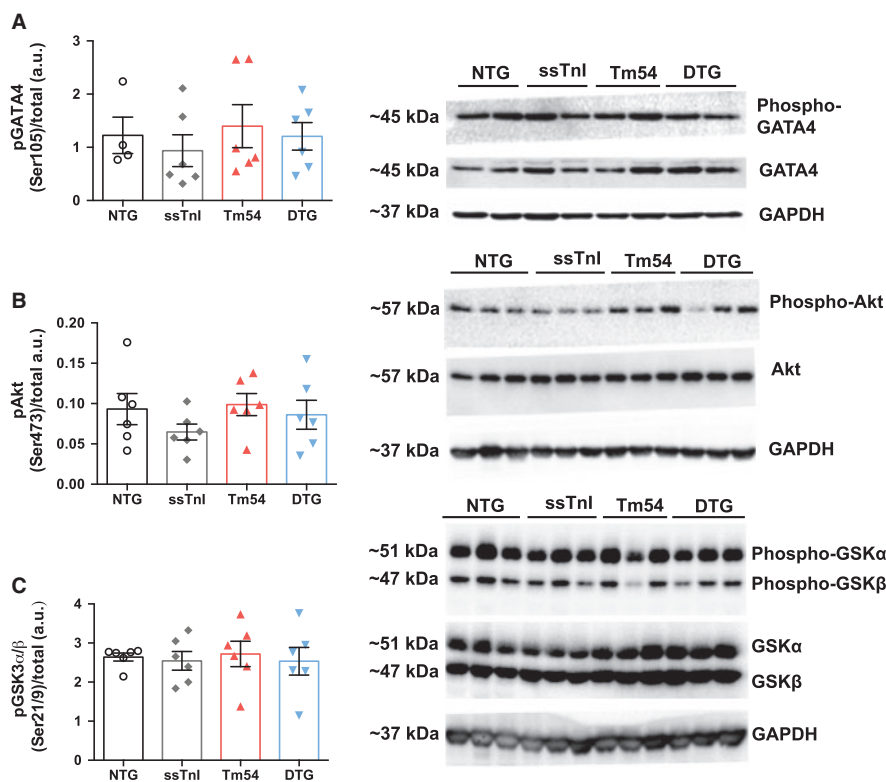 A
pGATA4
(Ser105)/total (a.u.)
3
2
1
0
NTG ssTnI Tm54 DTG
NTG ssTnI Tm54 DTG
~45 kDa Phospho-
GATA4
~45 kDa GATA4
~37 kDa GAPDH
B
pAkt
(Ser473)/total a.u.)
0.20
0.15
0.10
0.05
0.00
NTG ssTnI Tm54 DTG
NTG ssTnI Tm54 DTG
~57 kDa Phospho-Akt
~57 kDa Akt
~37 kDa GAPDH
C
pGSK3α/β
(Ser21/9)/total (a.u.)
4
3
2
1
0
NTG ssTnI Tm54 DTG
NTG ssTnI Tm54 DTG
~51 kDa Phospho-GSKα
~47 kDa Phospho-GSKβ
~51 kDa GSKα
~47 kDa GSKβ
~37 kDa GAPDH